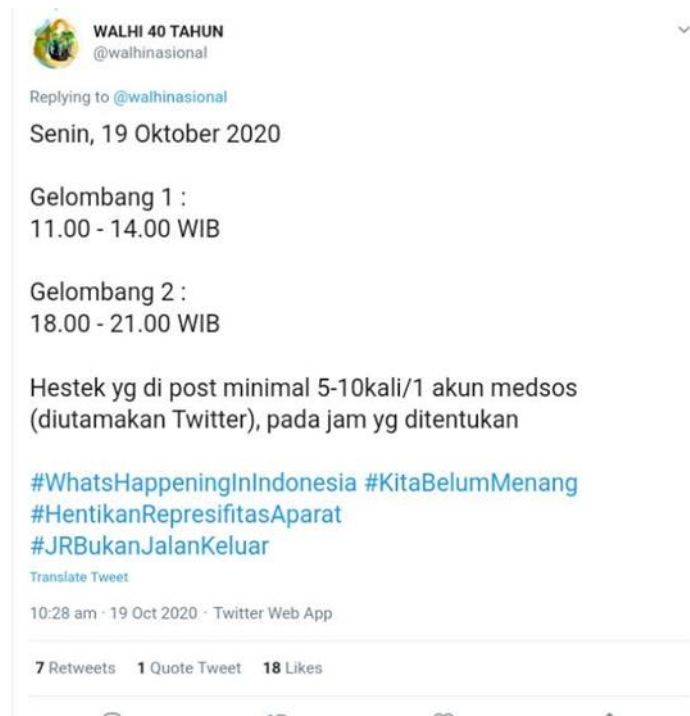 WALHI 40 TAHUN
@walhinasional
Replying to @walhinasional
Senin, 19 Oktober 2020
Gelombang 1 :
11.00 - 14.00 WIB
Gelombang 2 :
18.00 - 21.00 WIB
Hestek yg di post minimal 5-10kali/1 akun medsos
(diutamakan Twitter), pada jam yg ditentukan
#WhatsHappeningInIndonesia #KitaBelumMenang
#HentikanRepresifitasAparat
#JRBukanJalanKeluar
Translate Tweet
10:28 am · 19 Oct 2020 · Twitter Web App
7 Retweets 1 Quote Tweet 18 Likes